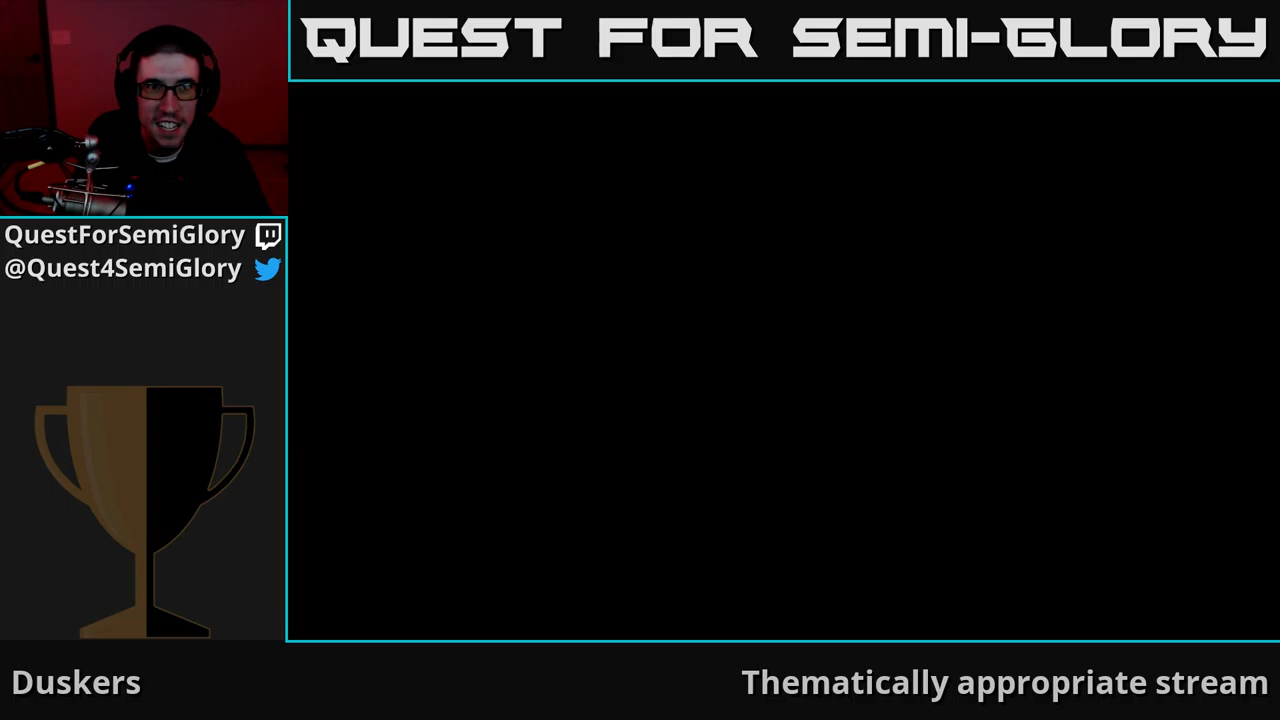 QUEST FOR SEMI-GLORY
QuestForSemiGlory
@Quest4SemiGlory
Duskers
Thematically appropriate stream